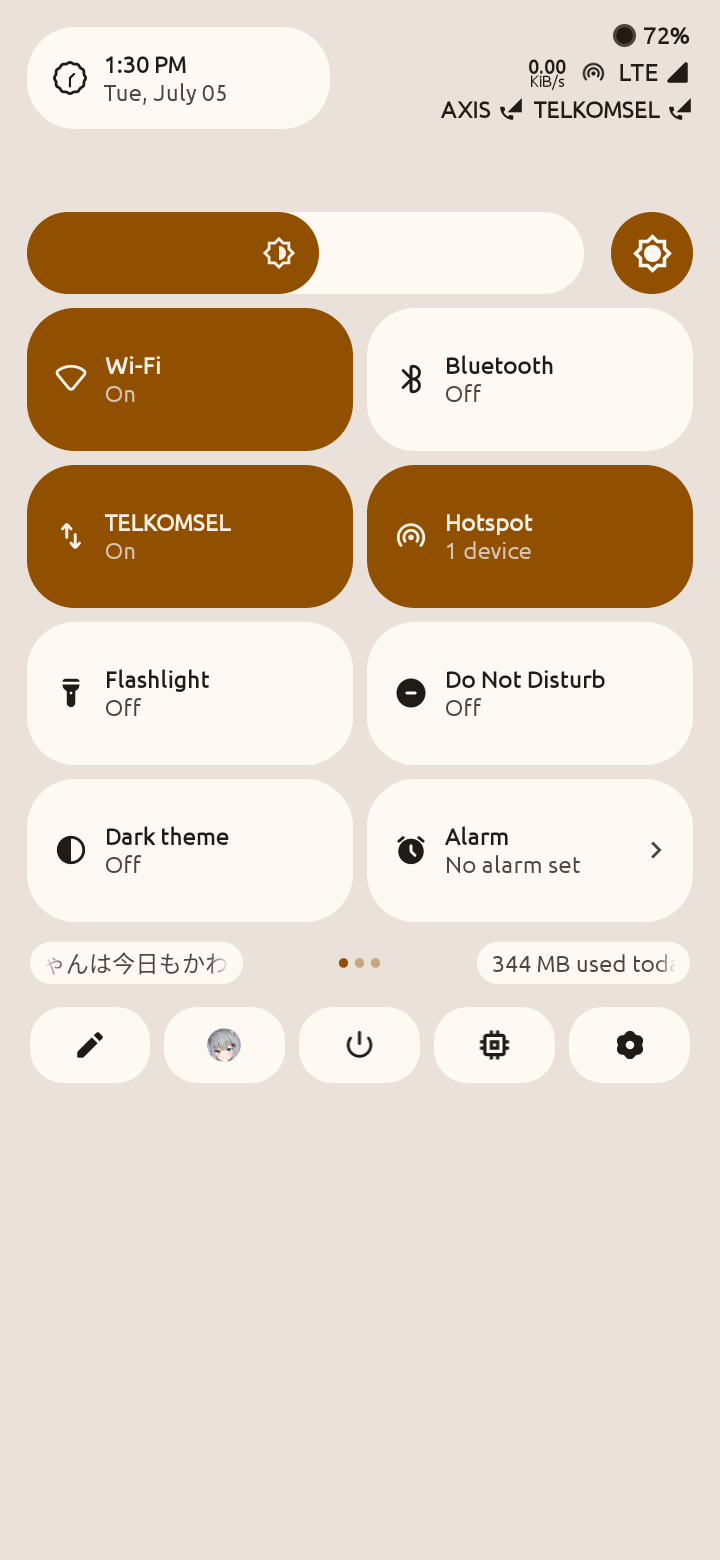 1:30 PM
Tue, July 05
72%
0.00
KiB/s
LTE
AXIS TELKOMSEL
Wi-Fi
On
Bluetooth
Off
TELKOMSEL
On
Hotspot
1 device
Flashlight
Off
Do Not Disturb
Off
Dark theme
Off
Alarm
No alarm set
ゃんは今日もかわ
344 MB used toda